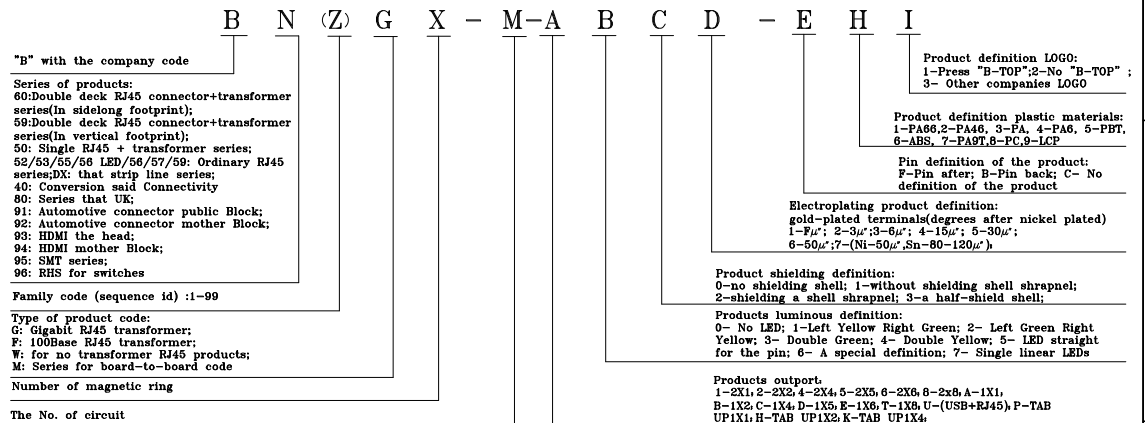 B N (Z) G X - M-A B C D - E H I
"B" with the company code
Series of products:
60:Double deck RJ45 connector+transformer
series(In sidelong footprint);
59:Double deck RJ45 connector+transformer
series(In vertical footprint);
50: Single RJ45 + transformer series;
52/53/55/56 LED/56/57/59: Ordinary RJ45
series;DX: that strip line series;
40: Conversion said Connectivity
80: Series that UK;
91: Automotive connector public Block;
92: Automotive connector mother Block;
93: HDMI the head;
94: HDMI mother Block;
95: SMT series;
96: RHS for switches
Family code (sequence id) :1-99
Type of product code:
G: Gigabit RJ45 transformer;
F: 100Base RJ45 transformer;
W: for no transformer RJ45 products;
M: Series for board-to-board code
Number of magnetic ring
The No. of circuit
Product definition LOGO:
1-Press "B-TOP";2-No "B-TOP" ;
3- Other companies LOGO
Product definition plastic materials:
1-PA66,2-PA46, 3-PA, 4-PA6, 5-PBT,
6-ABS, 7-PA9T,8-PC,9-LCP
Pin definition of the product:
F-Pin after; B-Pin back; C- No
definition of the product
Electroplating product definition:
gold-plated terminals(degrees after nickel plated)
1-Fμ"; 2-3μ";3-6μ"; 4-15μ"; 5-30μ";
6-50μ";7-(Ni-50μ",Sn-80-120μ");
Product shielding definition:
0-no shielding shell; 1-without shielding shell shrapnel;
2-shielding a shell shrapnel; 3-a half-shield shell;
Products luminous definition:
0- No LED; 1-Left Yellow Right Green; 2- Left Green Right
Yellow; 3- Double Green; 4- Double Yellow; 5- LED straight
for the pin; 6- A special definition; 7- Single linear LEDs
Products outport:
1-2X1; 2-2X2; 4-2X4; 5-2X5; 6-2X6; 8-2x8; A-1X1;
B-1X2; C-1X4; D-1X5; E-1X6; T-1X8; U-(USB+RJ45); P-TAB
UP1X1; H-TAB UP1X2; K-TAB UP1X4;